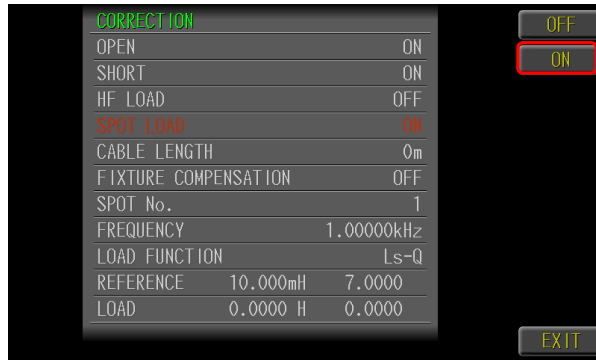 CORRECTION
OFF
OPEN ON
ON
SHORT ON
HF LOAD OFF
SPOT LOAD ON
CABLE LENGTH 0m
FIXTURE COMPENSATION OFF
SPOT No. 1
FREQUENCY 1.00000kHz
LOAD FUNCTION Ls-Q
REFERENCE 10.000mH 7.0000
LOAD 0.0000 H 0.0000
EXIT